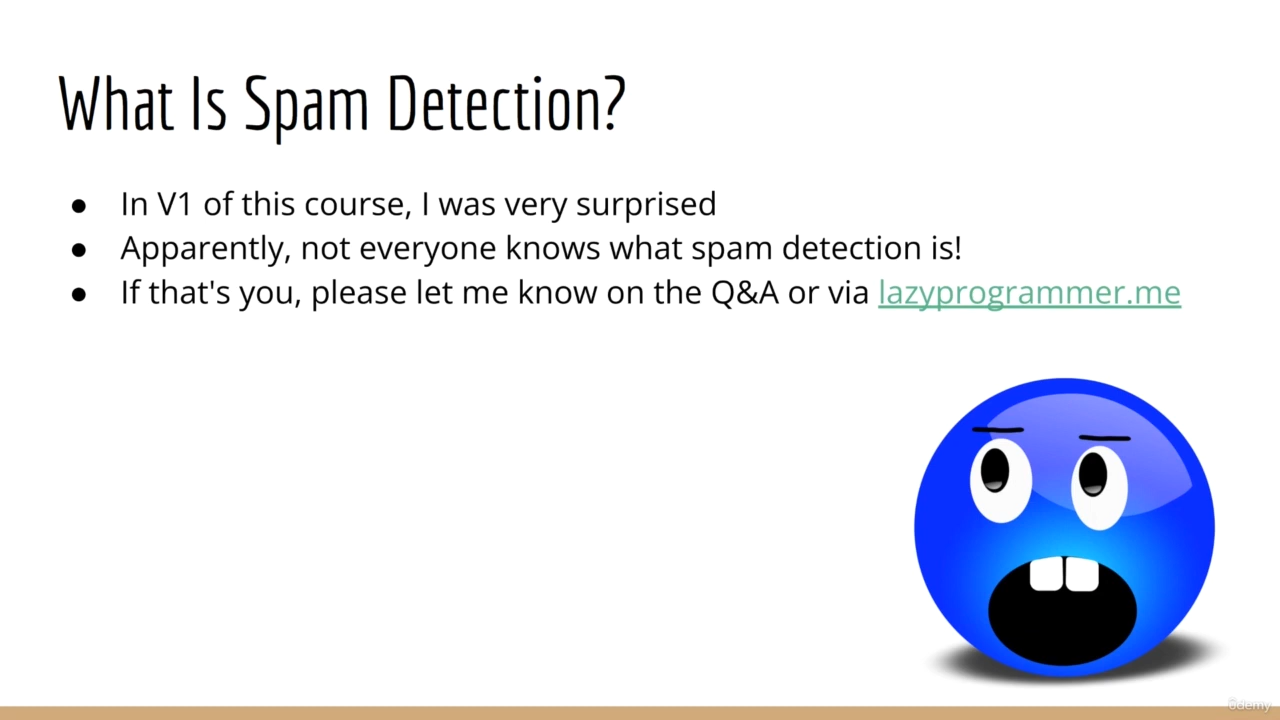 What Is Spam Detection?
● In V1 of this course, I was very surprised
● Apparently, not everyone knows what spam detection is!
● If that's you, please let me know on the Q&A or via lazyprogrammer.me
ûdemy